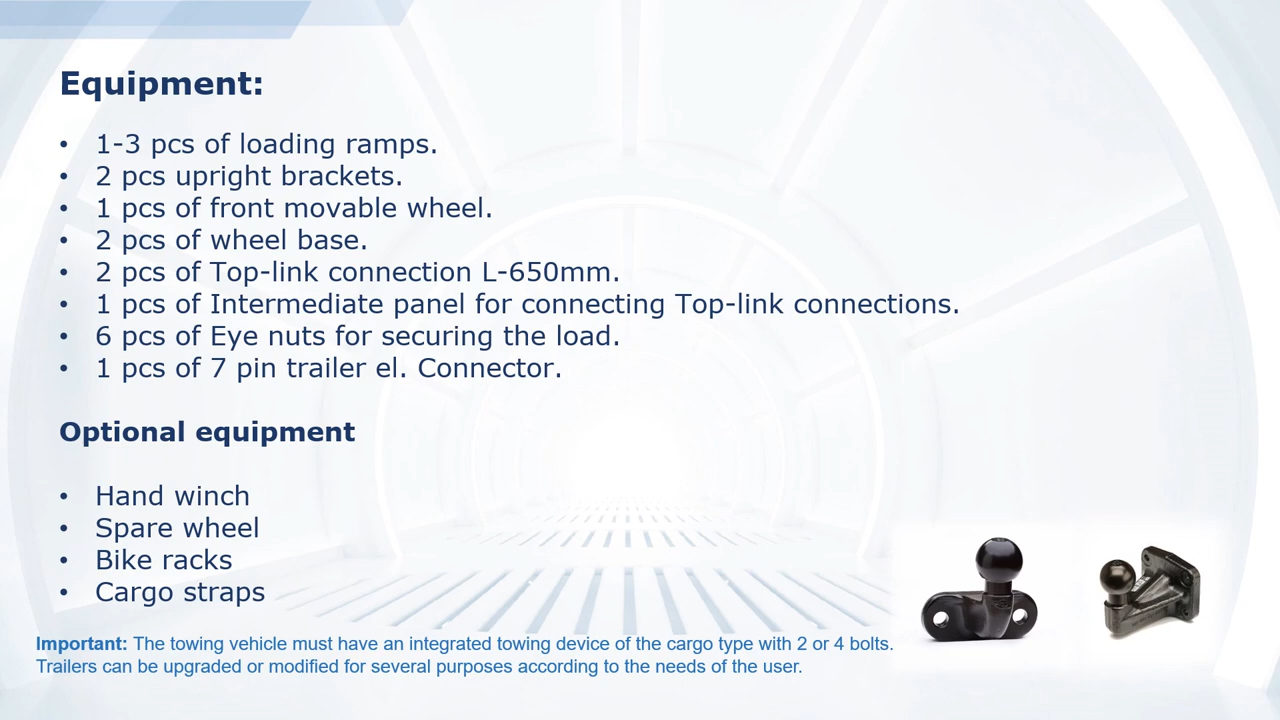 Equipment:
• 1-3 pcs of loading ramps.
• 2 pcs upright brackets.
• 1 pcs of front movable wheel.
• 2 pcs of wheel base.
• 2 pcs of Top-link connection L-650mm.
• 1 pcs of Intermediate panel for connecting Top-link connections.
• 6 pcs of Eye nuts for securing the load.
• 1 pcs of 7 pin trailer el. Connector.
Optional equipment
• Hand winch
• Spare wheel
• Bike racks
• Cargo straps
Important: The towing vehicle must have an integrated towing device of the cargo type with 2 or 4 bolts.
Trailers can be upgraded or modified for several purposes according to the needs of the user.